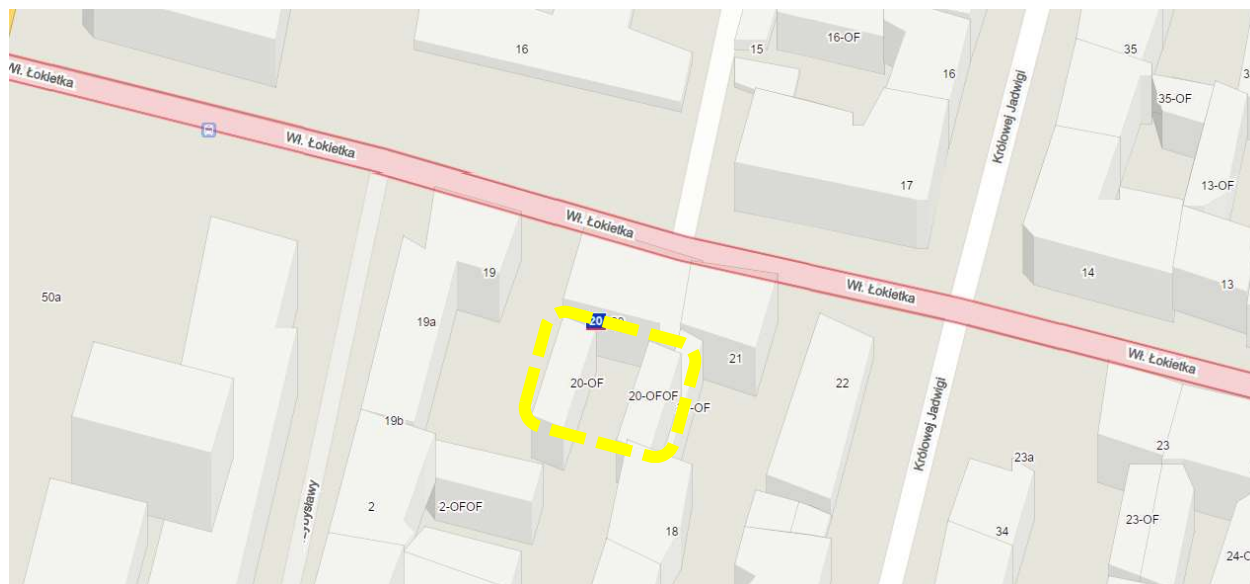 16
15
16-OF
16
35
35-OF
13-OF
Wł. Łokietka
Wł. Łokietka
Królowej Jadwigi
17
Wł. Łokietka
19
14
13
50a
Wł. Łokietka
19a
20
21
Wł. Łokietka
20-OF
22
20-OFOF
19b
Królowej Jadwigi
23
23a
2
2-OFOF
18
34
23-OF